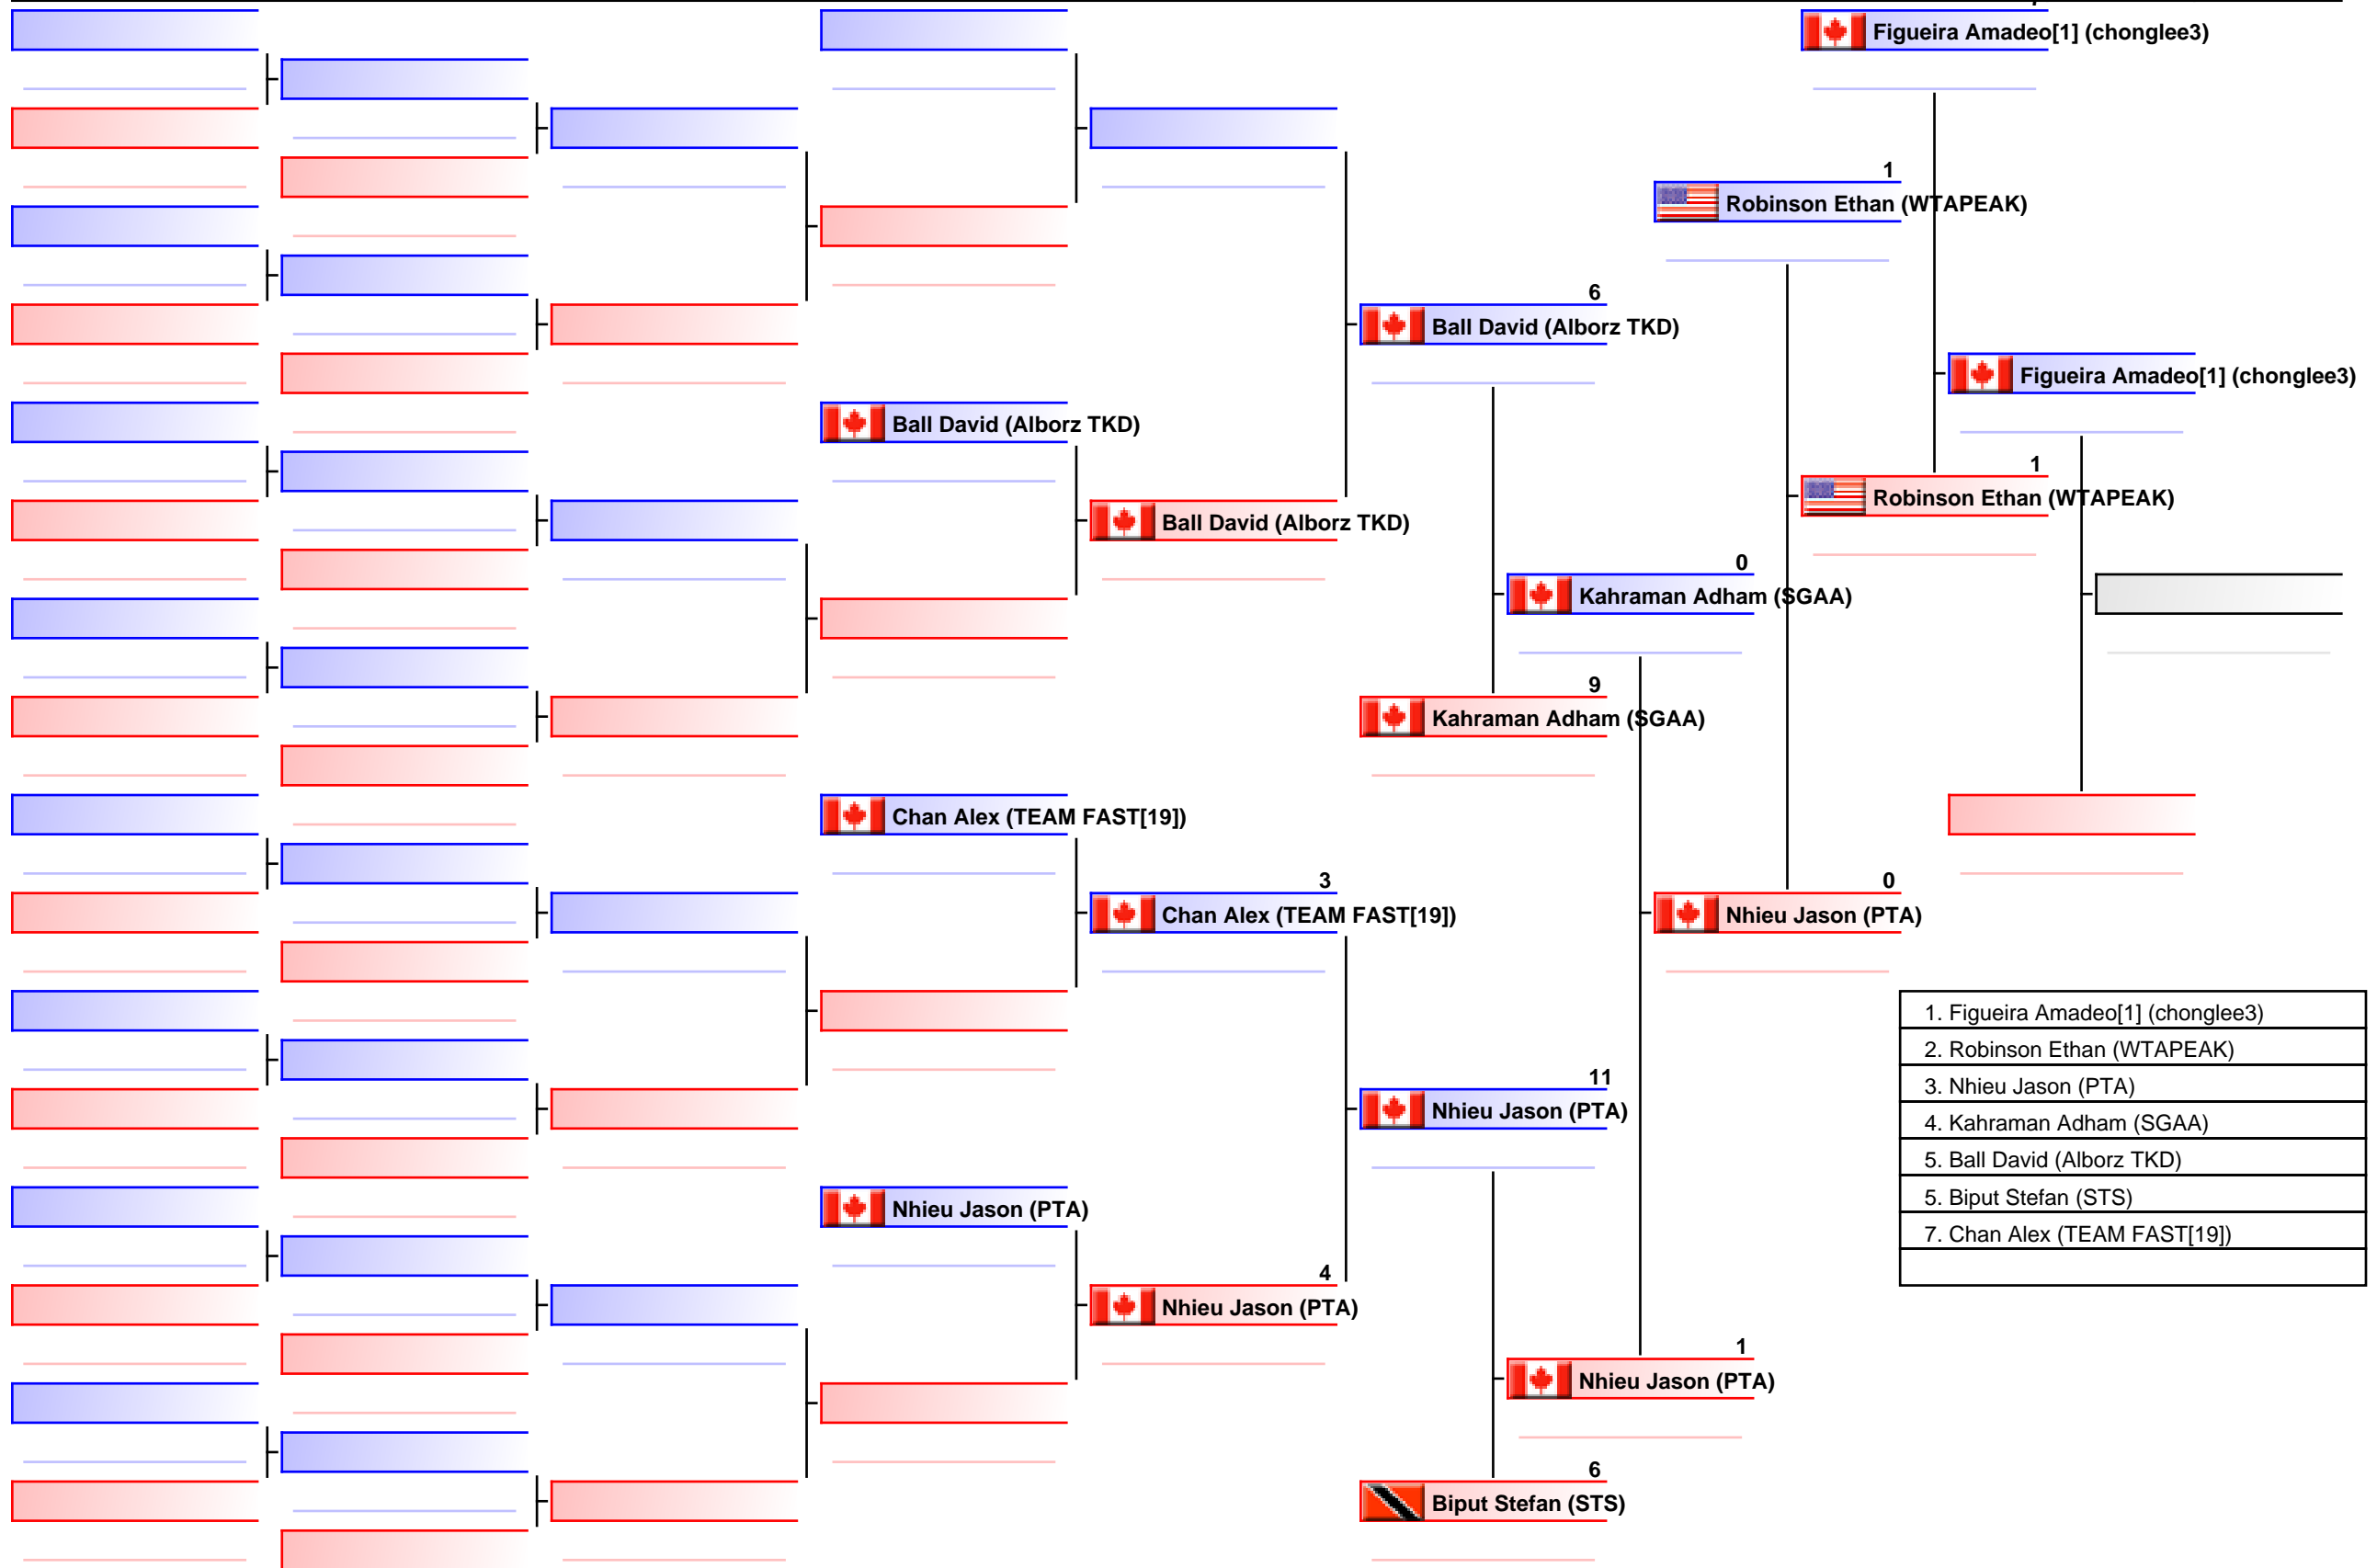 Figueira Amadeo[1] (chonglee3)
1
Robinson Ethan (WTAPEAK)
6
Ball David (Alborz TKD)
Figueira Amadeo[1] (chonglee3)
Ball David (Alborz TKD)
1
Robinson Ethan (WTAPEAK)
Ball David (Alborz TKD)
0
Kahraman Adham (SGAA)
9
Kahraman Adham (SGAA)
Chan Alex (TEAM FAST[19])
3
Chan Alex (TEAM FAST[19])
0
Nhieu Jason (PTA)
11
Nhieu Jason (PTA)
Nhieu Jason (PTA)
4
Nhieu Jason (PTA)
1
Nhieu Jason (PTA)
6
Biput Stefan (STS)
1. Figueira Amadeo[1] (chonglee3)
2. Robinson Ethan (WTAPEAK)
3. Nhieu Jason (PTA)
4. Kahraman Adham (SGAA)
5. Ball David (Alborz TKD)
5. Biput Stefan (STS)
7. Chan Alex (TEAM FAST[19])